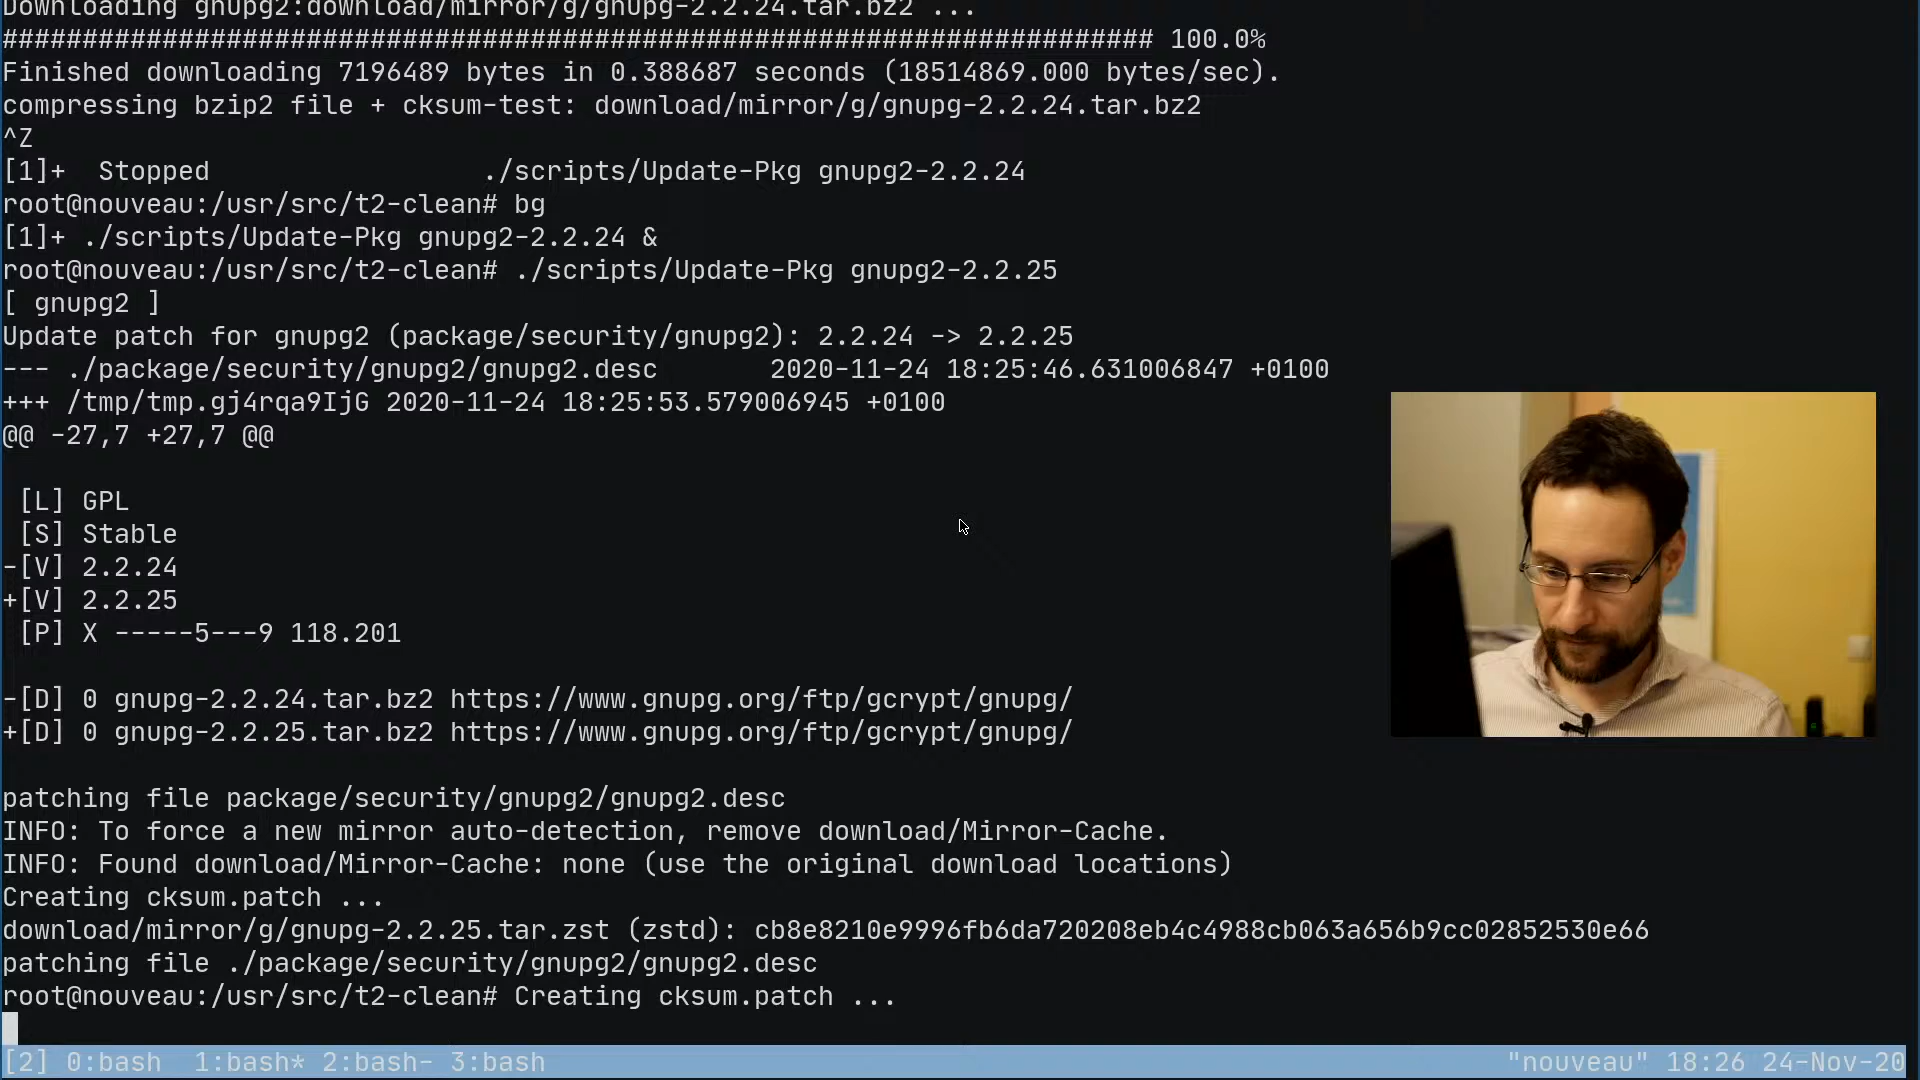 Downloading gnupg2:download/mirror/g/gnupg-2.2.24.tar.bz2 ...
######################################################################## 100.0%
Finished downloading 7196489 bytes in 0.388687 seconds (18514869.000 bytes/sec).
compressing bzip2 file + cksum-test: download/mirror/g/gnupg-2.2.24.tar.bz2
^Z
[1]+  Stopped                 ./scripts/Update-Pkg gnupg2-2.2.24
root@nouveau:/usr/src/t2-clean# bg
[1]+ ./scripts/Update-Pkg gnupg2-2.2.24 &
root@nouveau:/usr/src/t2-clean# ./scripts/Update-Pkg gnupg2-2.2.25
[ gnupg2 ]
Update patch for gnupg2 (package/security/gnupg2): 2.2.24 -> 2.2.25
--- ./package/security/gnupg2/gnupg2.desc       2020-11-24 18:25:46.631006847 +0100
+++ /tmp/tmp.gj4rqa9IjG 2020-11-24 18:25:53.579006945 +0100
@@ -27,7 +27,7 @@
 [L] GPL
 [S] Stable
-[V] 2.2.24
+[V] 2.2.25
 [P] X -----5---9 118.201
-[D] 0 gnupg-2.2.24.tar.bz2 https://www.gnupg.org/ftp/gcrypt/gnupg/
+[D] 0 gnupg-2.2.25.tar.bz2 https://www.gnupg.org/ftp/gcrypt/gnupg/
patching file package/security/gnupg2/gnupg2.desc
INFO: To force a new mirror auto-detection, remove download/Mirror-Cache.
INFO: Found download/Mirror-Cache: none (use the original download locations)
Creating cksum.patch ...
download/mirror/g/gnupg-2.2.25.tar.zst (zstd): cb8e8210e9996fb6da720208eb4c4988cb063a656b9cc02852530e66
patching file ./package/security/gnupg2/gnupg2.desc
root@nouveau:/usr/src/t2-clean# Creating cksum.patch ...
[2] 0:bash  1:bash* 2:bash- 3:bash "nouveau" 18:26 24-Nov-20